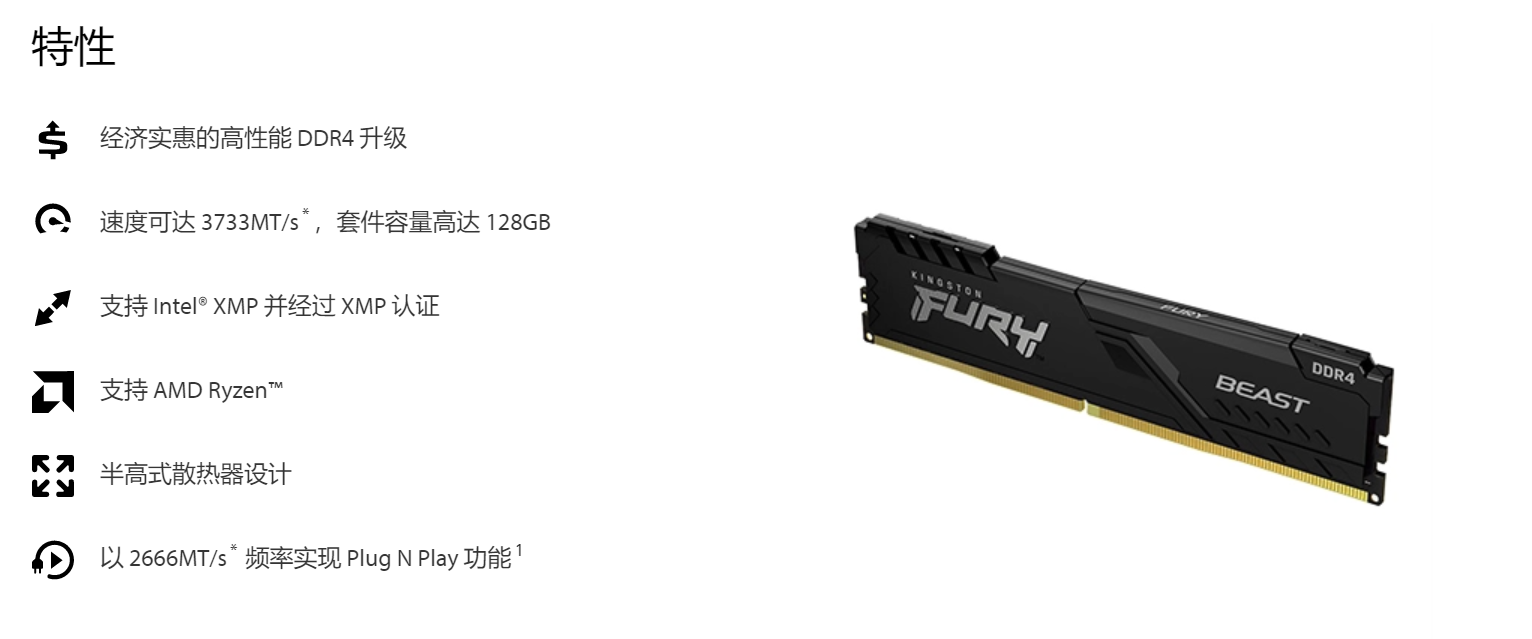 特性
经济实惠的高性能 DDR4 升级
速度可达 3733MT/s*，套件容量高达 128GB
支持 Intel® XMP 并经过 XMP 认证
支持 AMD Ryzen™
半高式散热器设计
以 2666MT/s* 频率实现 Plug N Play 功能1
KINGSTON
FURY™
FURY
DDR4
BEAST